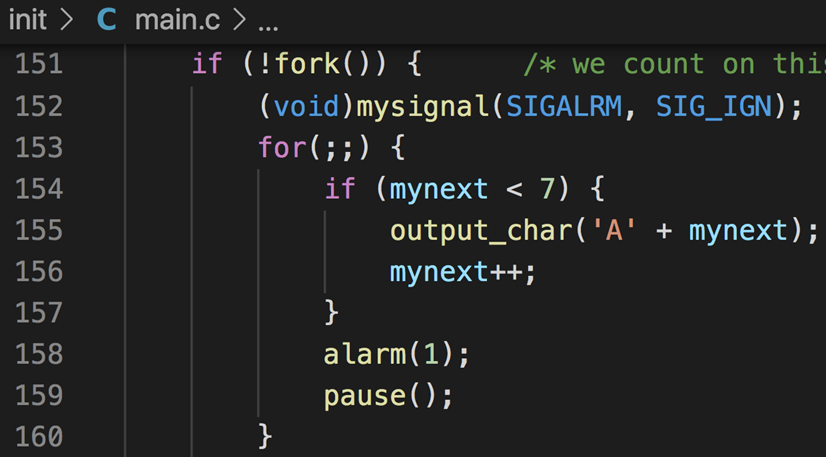 init > C main.c > ...
151 if (!fork()) { /* we count on this
152 (void)mysignal(SIGALRM, SIG_IGN);
153 for(;;) {
154 if (mynext < 7) {
155 output_char('A' + mynext);
156 mynext++;
157 }
158 alarm(1);
159 pause();
160 }